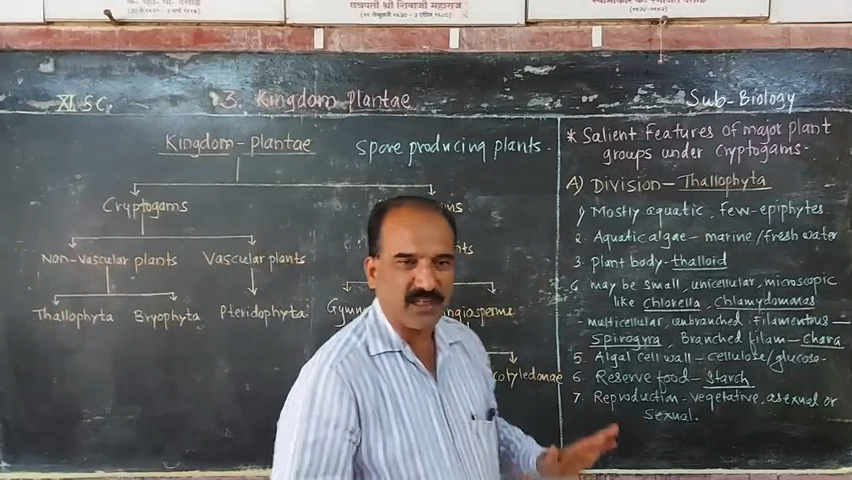 छत्रपती श्री शिवाजी महाराज
XI.SC.
3. Kingdom plantae
Sub-Biology
Kingdom-plantae
Spore producing plants.
Cryptogams
Non-vascular plants
Vascular plants
Thallophyta
Bryophyta
Pteridophyta
* Salient features of major plant
groups under Cryptogams-
A) Division- Thallophyta
1) Mostly aquatic, few-epiphytes.
2. Aquatic algae- marine/fresh water
3. plant body-thalloid
may be small, unicellular, microscopic
like chlorella, chlamydomonas
- multicellular, unbranched, filamentous-
Spirogyra, Branched filam-chara
5. Algal cell wall-cellulose/glucose-
6. Reserve food-starch
7. Reproduction-vegetative, asexual or
sexual.